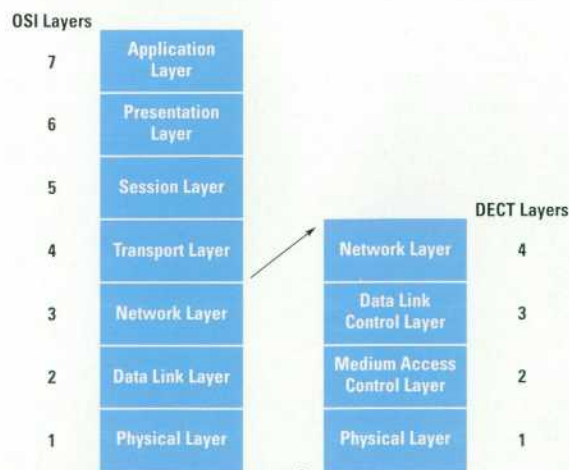 OSI Layers
7
Application
Layer
6
Presentation
Layer
5
Session Layer
DECT Layers
4
Transport Layer
Network Layer
4
3
Network Layer
Data Link
Control Layer
3
2
Data Link Layer
Medium Access
Control Layer
2
1
Physical Layer
Physical Layer
1